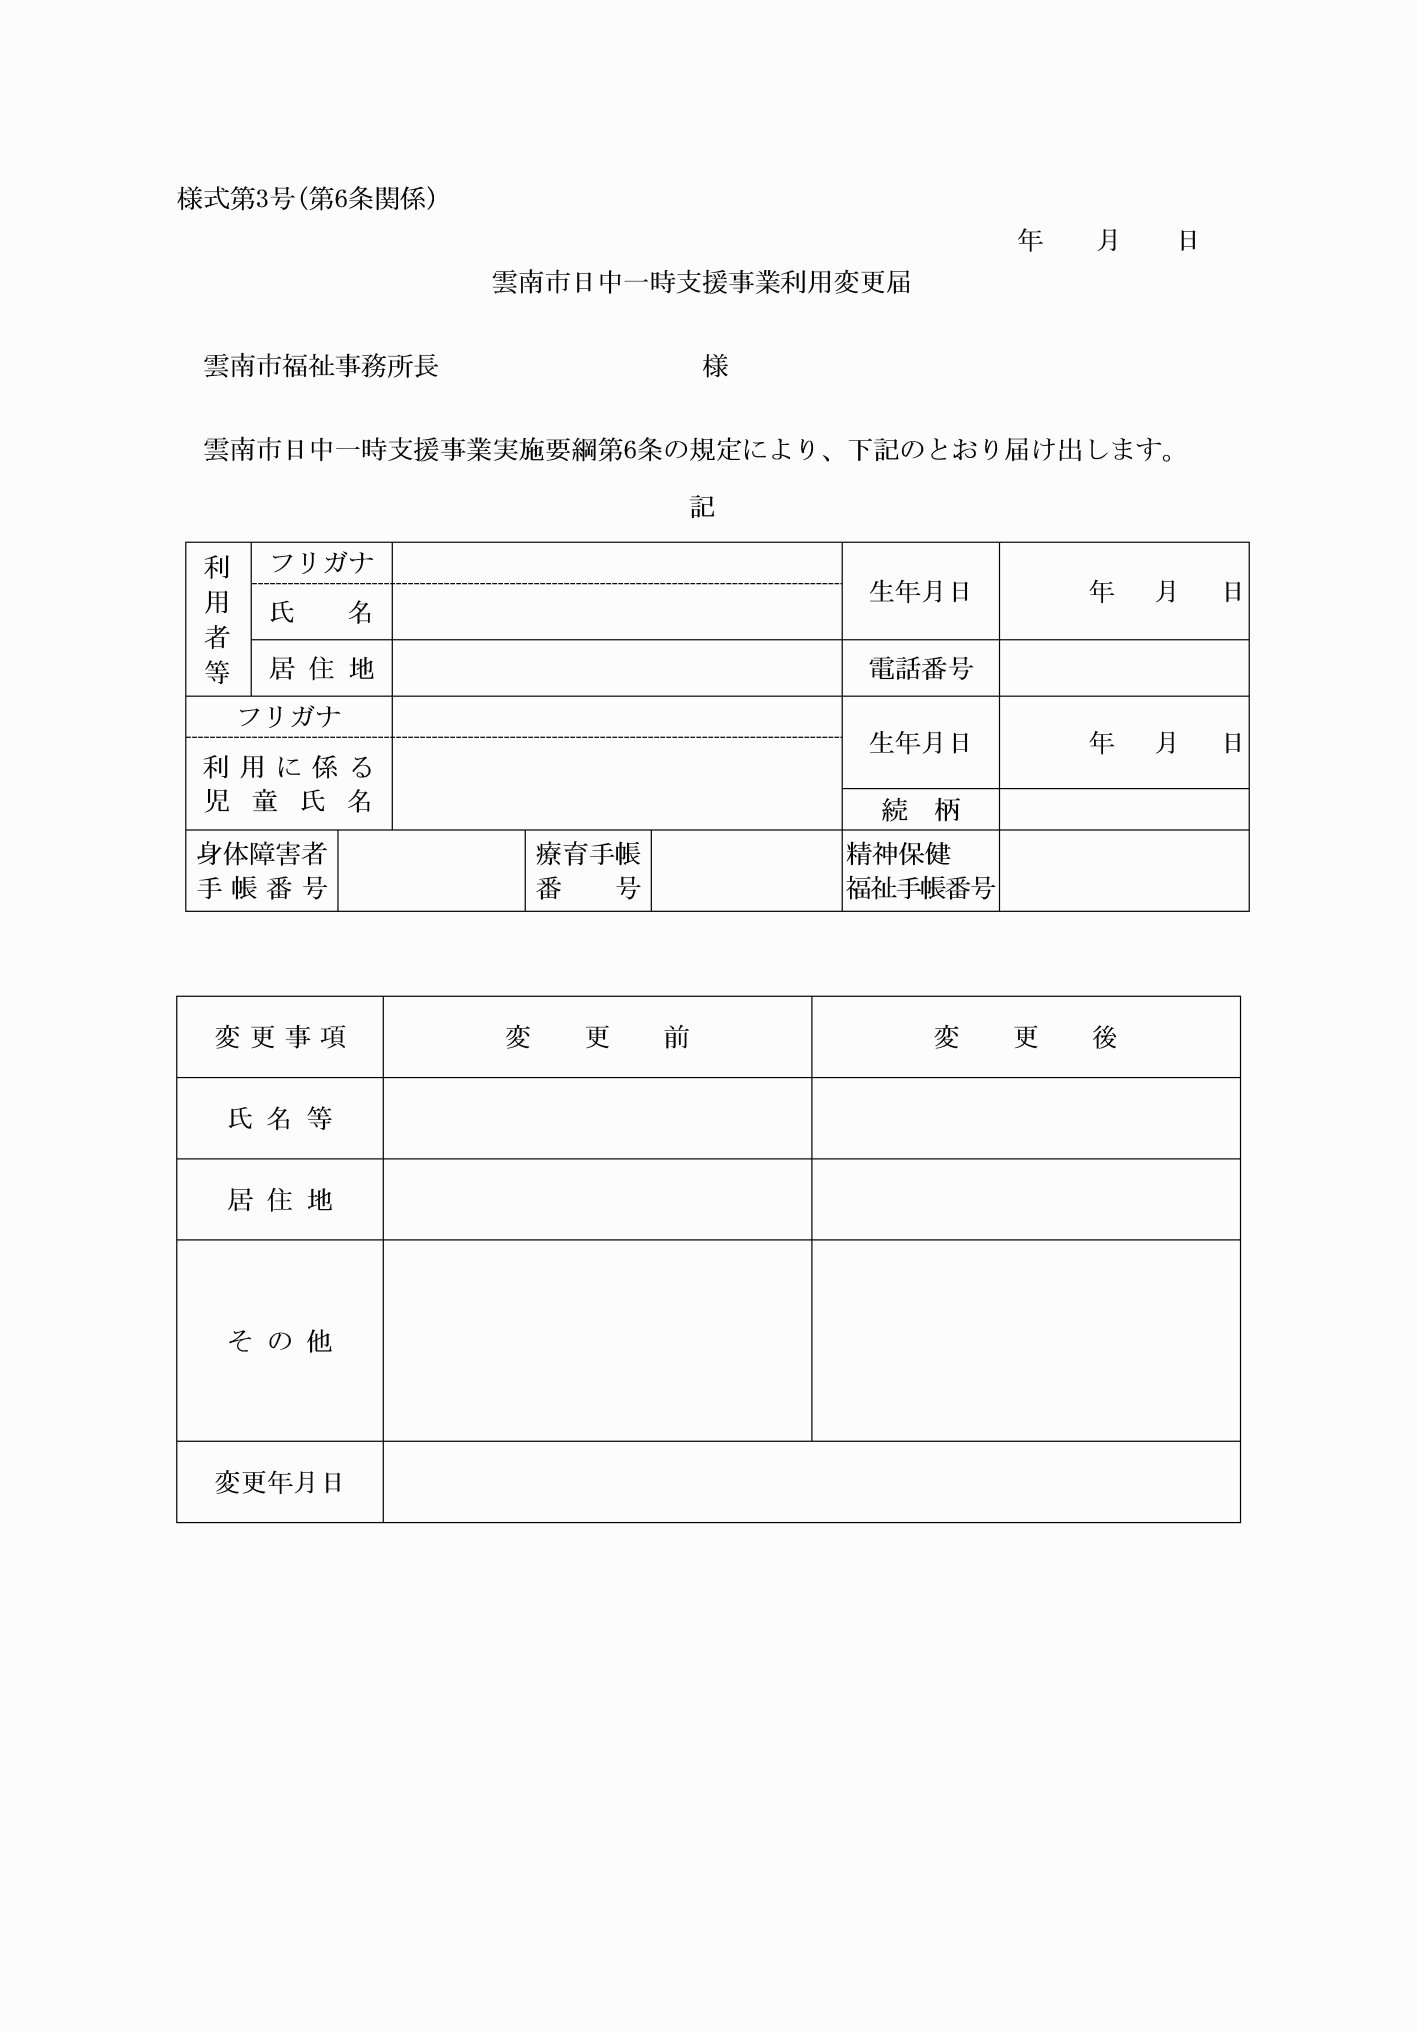 様式第3号(第6条関係)
年　月　日
雲南市日中一時支援事業利用変更届
雲南市福祉事務所長　様
雲南市日中一時支援事業実施要綱第6条の規定により、下記のとおり届け出します。
記
利用者等
フリガナ
氏　名
生年月日
年　月　日
居住地
電話番号
フリガナ
利用に係る
児童氏名
生年月日
年　月　日
続　柄
身体障害者
手帳番号
療育手帳
番　号
精神保健
福祉手帳番号
変更事項
変　更　前
変　更　後
氏名等
居住地
その他
変更年月日